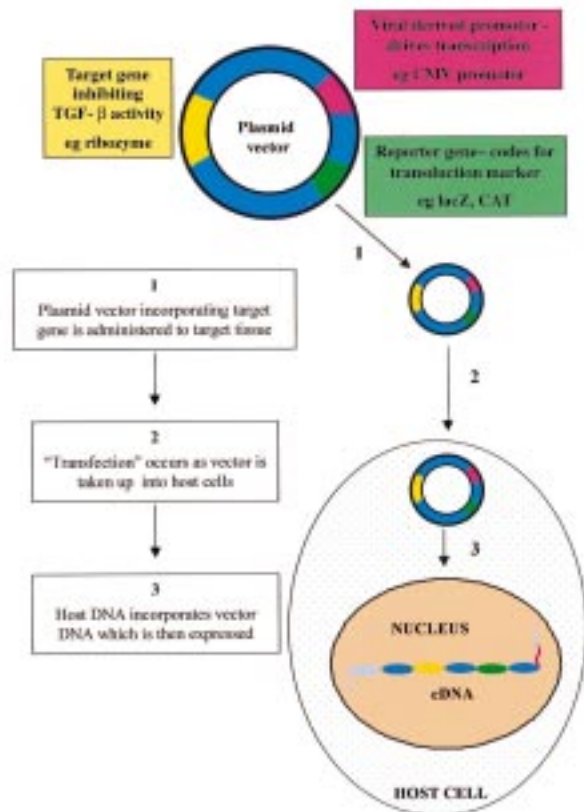 Viral derived promotor -
drives transcription
eg CMV promotor
Target gene
inhibiting
TGF- β activity
eg ribozyme
Plasmid
vector
Reporter gene– codes for
transduction marker
eg lacZ, CAT
1
1
Plasmid vector incorporating target
gene is administered to target tissue
2
2
“Transfection” occurs as vector is
taken up into host cells
3
3
Host DNA incorporates vector
DNA which is then expressed
NUCLEUS
cDNA
HOST CELL